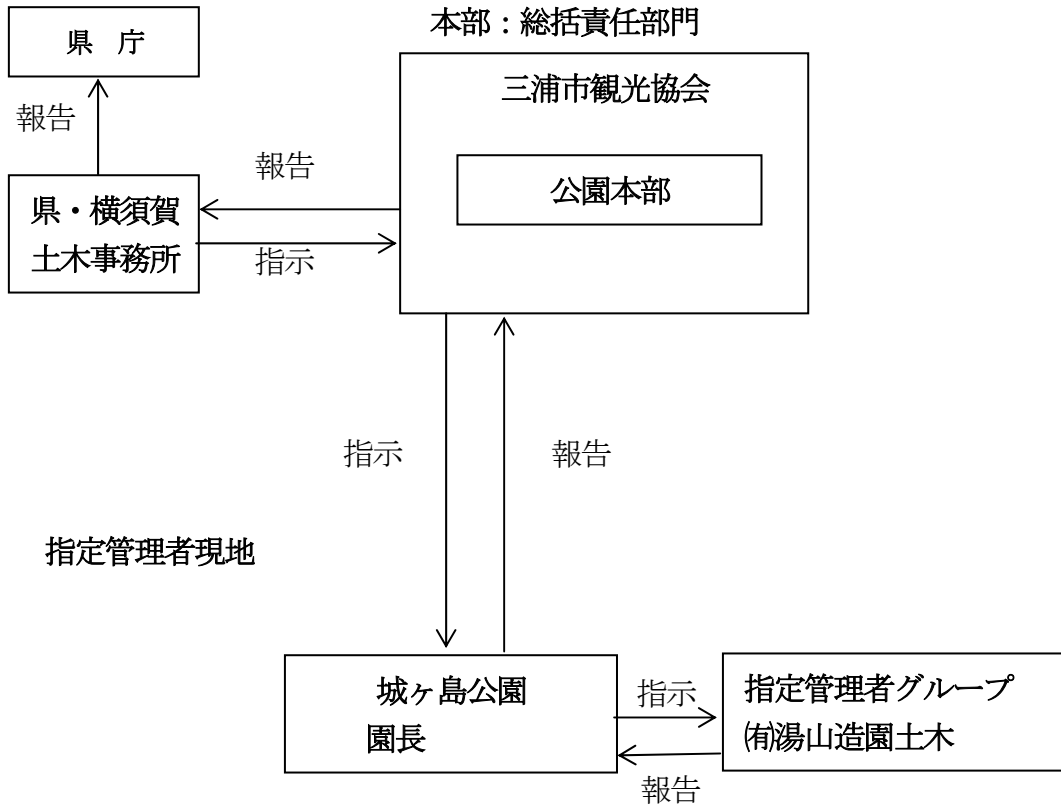 本部：総括責任部門
県　庁
三浦市観光協会
報告
報告
公園本部
県・横須賀
土木事務所
指示
指示
報告
指定管理者現地
城ヶ島公園
園長
指示
指定管理者グループ
㈲湯山造園土木
報告